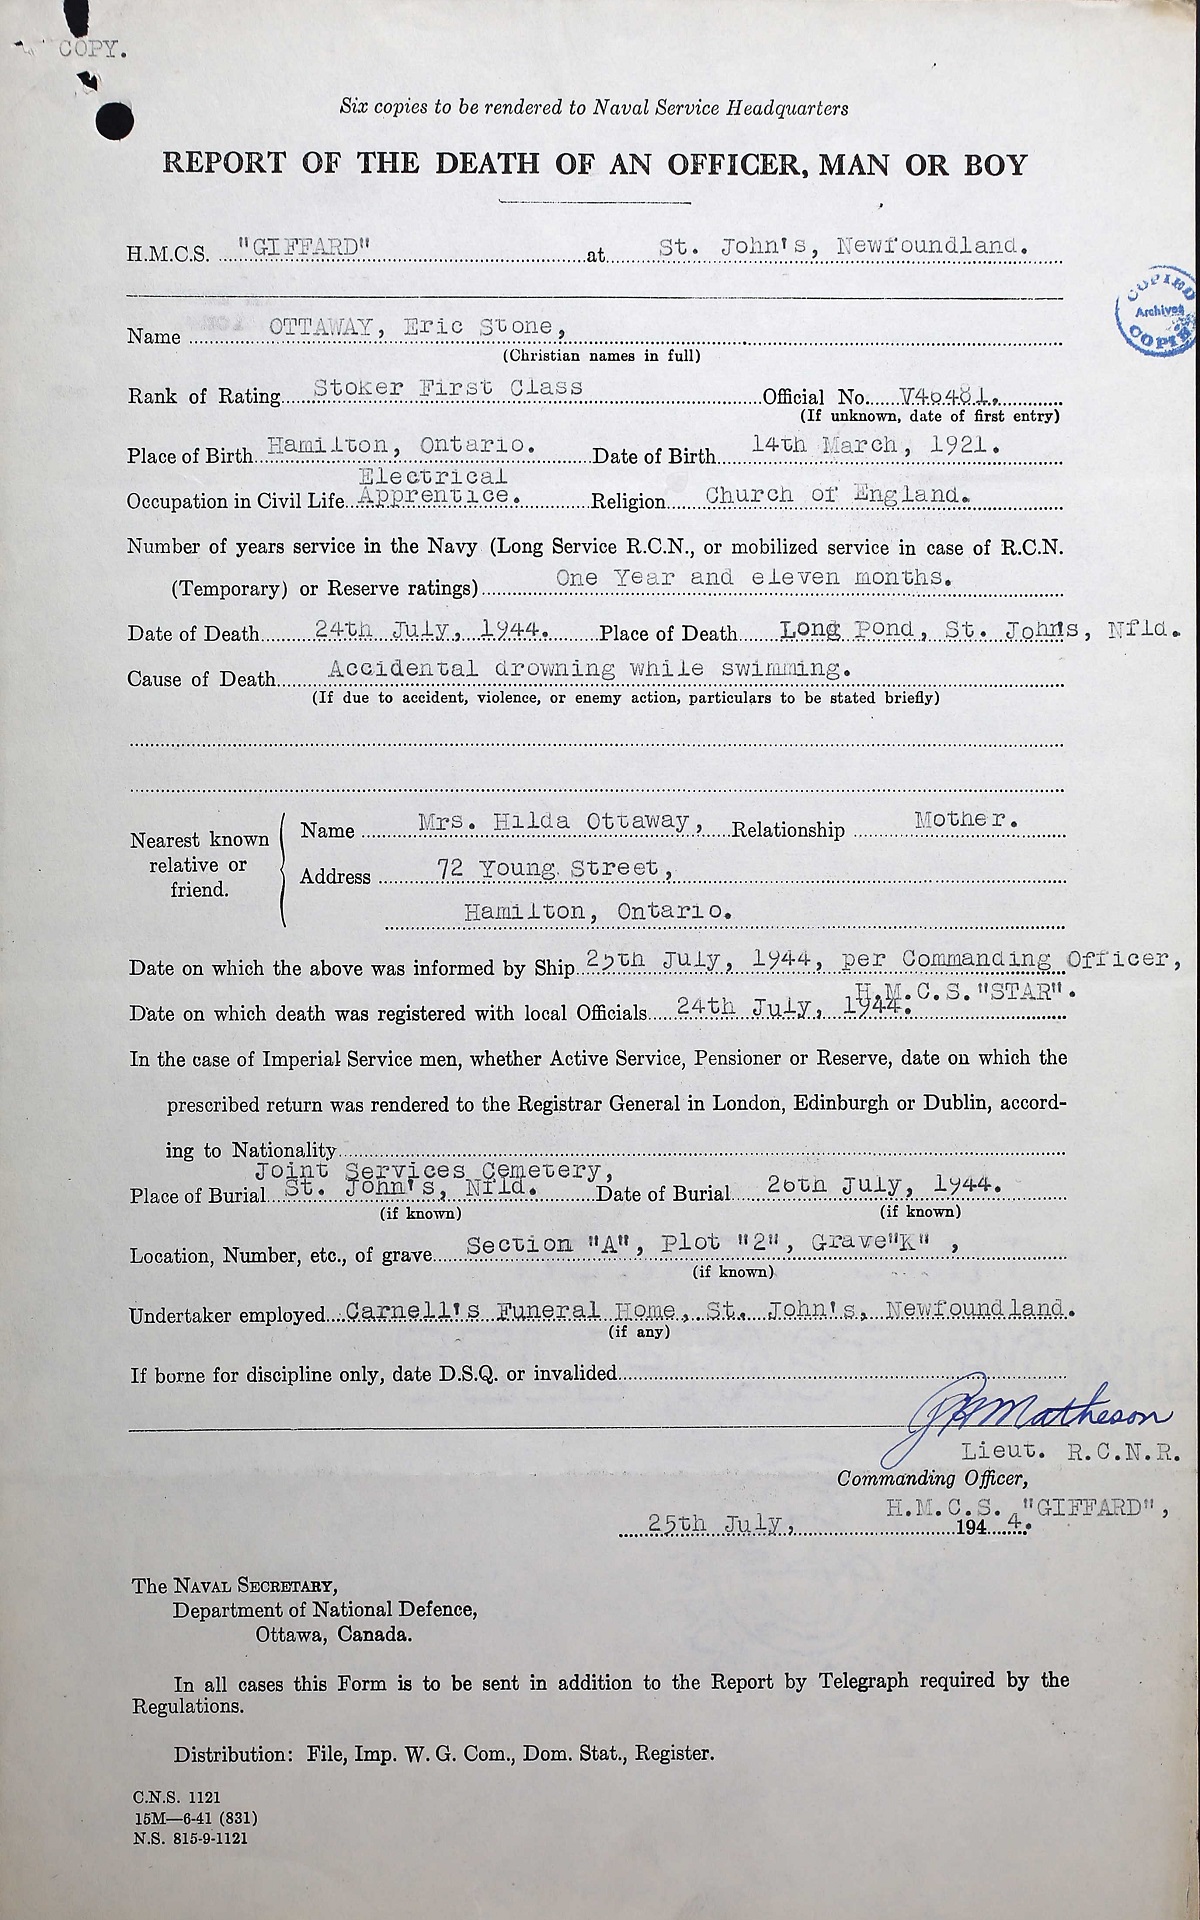 COPY.
Six copies to be rendered to Naval Service Headquarters
REPORT OF THE DEATH OF AN OFFICER, MAN OR BOY
H.M.C.S. "GIFFARD" at St. John's, Newfoundland.
COPIED
Archives
COPIED
Name OTTAWAY, Eric Stone,
(Christian names in full)
Rank of Rating Stoker First Class Official No. V46481.
(If unknown, date of first entry)
Place of Birth Hamilton, Ontario. Date of Birth 14th March, 1921.
Electrical
Occupation in Civil Life Apprentice. Religion Church of England.
Number of years service in the Navy (Long Service R.C.N., or mobilized service in case of R.C.N.
(Temporary) or Reserve ratings) One Year and eleven months.
Date of Death 24th July, 1944. Place of Death Long Pond, St. Johns, Nfld.
Cause of Death Accidental drowning while swimming.
(If due to accident, violence, or enemy action, particulars to be stated briefly)
Nearest known relative or friend.
Name Mrs. Hilda Ottaway, Relationship Mother.
Address 72 Young Street,
Hamilton, Ontario.
Date on which the above was informed by Ship 25th July, 1944, per Commanding Officer,
H.M.C.S."STAR".
Date on which death was registered with local Officials 24th July, 1944.
In the case of Imperial Service men, whether Active Service, Pensioner or Reserve, date on which the
prescribed return was rendered to the Registrar General in London, Edinburgh or Dublin, accord-
ing to Nationality
Joint Services Cemetery,
Place of Burial St. John's, Nfld. Date of Burial 26th July, 1944.
(if known) (if known)
Location, Number, etc., of grave Section "A", Plot "2", Grave"K" ,
(if known)
Undertaker employed Carnell's Funeral Home, St. John's, Newfoundland.
(if any)
If borne for discipline only, date D.S.Q. or invalided
Matheson
Lieut. R.C.N.R.
Commanding Officer,
H.M.C.S. "GIFFARD",
25th July, 1944.
The NAVAL SECRETARY,
Department of National Defence,
Ottawa, Canada.
In all cases this Form is to be sent in addition to the Report by Telegraph required by the
Regulations.
Distribution: File, Imp. W. G. Com., Dom. Stat., Register.
C.N.S. 1121
15M—6-41 (831)
N.S. 815-9-1121